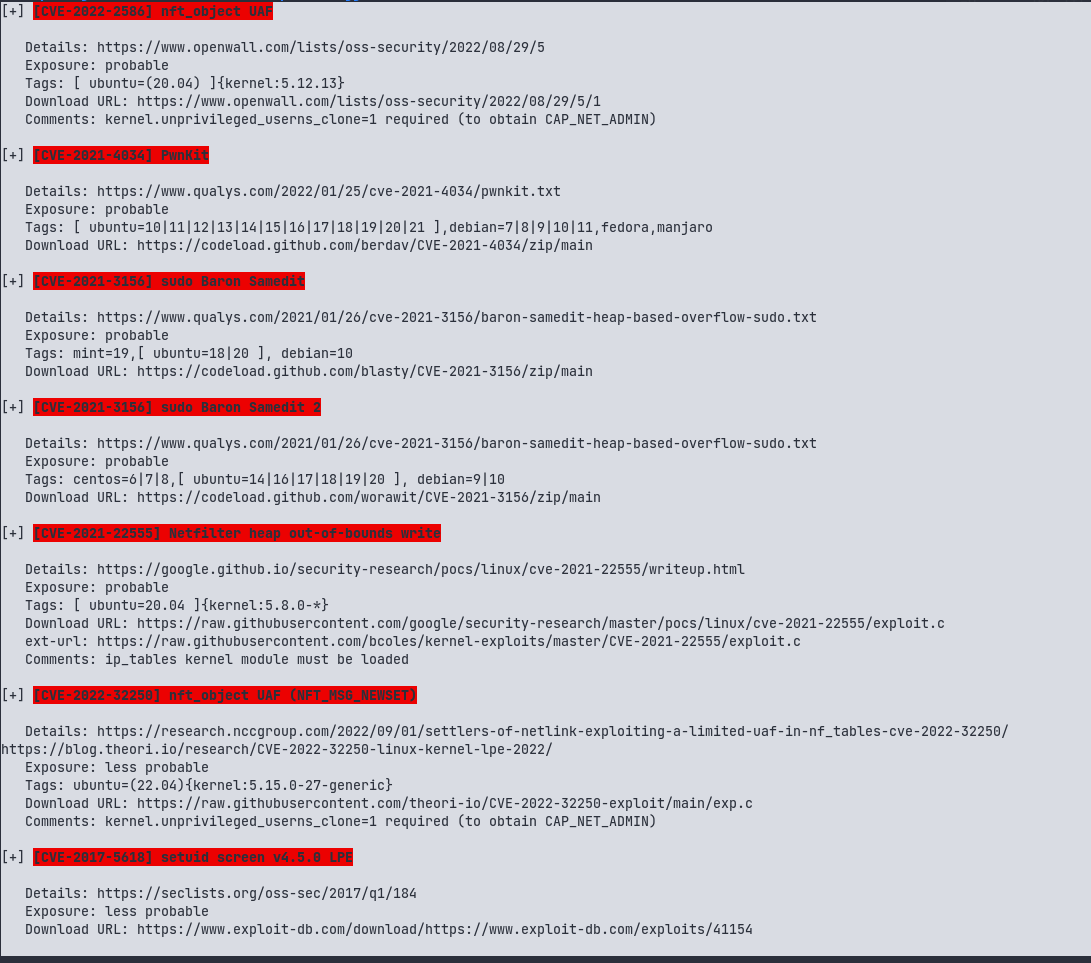 [+] [CVE-2022-2586] nft_object UAF
Details: https://www.openwall.com/lists/oss-security/2022/08/29/5
Exposure: probable
Tags: [ ubuntu=(20.04) ]{kernel:5.12.13}
Download URL: https://www.openwall.com/lists/oss-security/2022/08/29/5/1
Comments: kernel.unprivileged_userns_clone=1 required (to obtain CAP_NET_ADMIN)
[+] [CVE-2021-4034] PwnKit
Details: https://www.qualys.com/2022/01/25/cve-2021-4034/pwnkit.txt
Exposure: probable
Tags: [ ubuntu=10|11|12|13|14|15|16|17|18|19|20|21 ],debian=7|8|9|10|11,fedora,manjaro
Download URL: https://codeload.github.com/berdav/CVE-2021-4034/zip/main
[+] [CVE-2021-3156] sudo Baron Samedit
Details: https://www.qualys.com/2021/01/26/cve-2021-3156/baron-samedit-heap-based-overflow-sudo.txt
Exposure: probable
Tags: mint=19,[ ubuntu=18|20 ], debian=10
Download URL: https://codeload.github.com/blasty/CVE-2021-3156/zip/main
[+] [CVE-2021-3156] sudo Baron Samedit 2
Details: https://www.qualys.com/2021/01/26/cve-2021-3156/baron-samedit-heap-based-overflow-sudo.txt
Exposure: probable
Tags: centos=6|7|8,[ ubuntu=14|16|17|18|19|20 ], debian=9|10
Download URL: https://codeload.github.com/worawit/CVE-2021-3156/zip/main
[+] [CVE-2021-22555] Netfilter heap out-of-bounds write
Details: https://google.github.io/security-research/pocs/linux/cve-2021-22555/writeup.html
Exposure: probable
Tags: [ ubuntu=20.04 ]{kernel:5.8.0-*}
Download URL: https://raw.githubusercontent.com/google/security-research/master/pocs/linux/cve-2021-22555/exploit.c
ext-url: https://raw.githubusercontent.com/bcoles/kernel-exploits/master/CVE-2021-22555/exploit.c
Comments: ip_tables kernel module must be loaded
[+] [CVE-2022-32250] nft_object UAF (NFT_MSG_NEWSET)
Details: https://research.nccgroup.com/2022/09/01/settlers-of-netlink-exploiting-a-limited-uaf-in-nf_tables-cve-2022-32250/
https://blog.theori.io/research/CVE-2022-32250-linux-kernel-lpe-2022/
Exposure: less probable
Tags: ubuntu=(22.04){kernel:5.15.0-27-generic}
Download URL: https://raw.githubusercontent.com/theori-io/CVE-2022-32250-exploit/main/exp.c
Comments: kernel.unprivileged_userns_clone=1 required (to obtain CAP_NET_ADMIN)
[+] [CVE-2017-5618] setuid screen v4.5.0 LPE
Details: https://seclists.org/oss-sec/2017/q1/184
Exposure: less probable
Download URL: https://www.exploit-db.com/download/https://www.exploit-db.com/exploits/41154